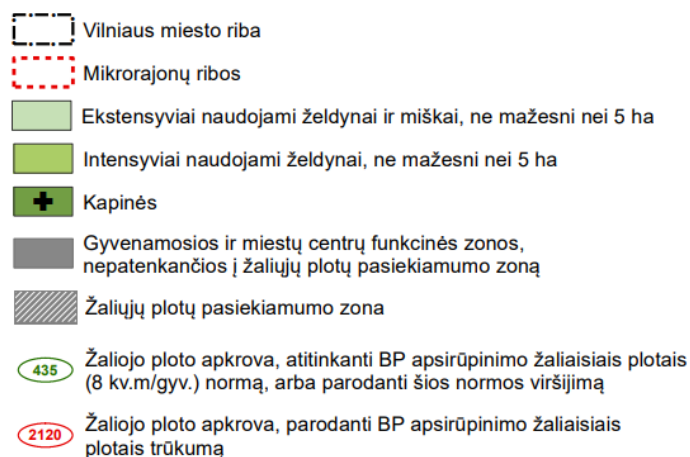 Vilniaus miesto riba
Mikrorajonų ribos
Ekstensyviai naudojami želdynai ir miškai, ne mažesni nei 5 ha
Intensyviai naudojami želdynai, ne mažesni nei 5 ha
Kapinės
Gyvenamosios ir miestų centrų funkcinės zonos,
nepatenkančios į žaliųjų plotų pasiekiamumo zoną
Žaliųjų plotų pasiekiamumo zona
435
Žaliojo ploto apkrova, atitinkanti BP apsirūpinimo žaliaisiais plotais
(8 kv.m/gyv.) normą, arba parodanti šios normos viršijimą
2120
Žaliojo ploto apkrova, parodanti BP apsirūpinimo žaliaisiais
plotais trūkumą